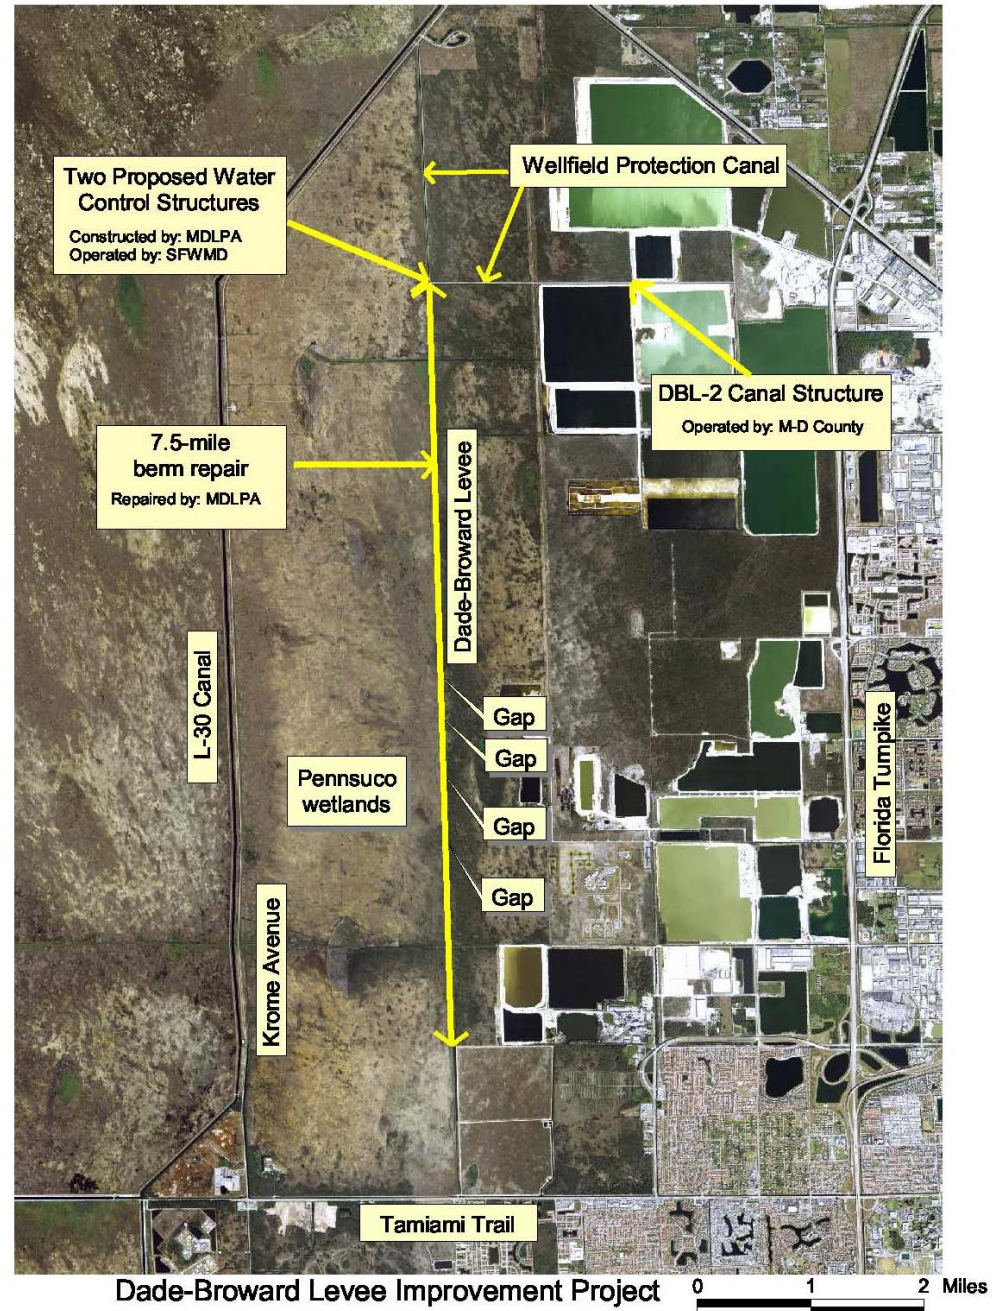 Two Proposed Water
Control Structures
Constructed by: MDLPA
Operated by: SFWMD
Wellfield Protection Canal
DBL-2 Canal Structure
Operated by: M-D County
7.5-mile
berm repair
Repaired by: MDLPA
Dade-Broward Levee
L-30 Canal
Gap
Gap
Gap
Gap
Pennsuco
wetlands
Florida Turnpike
Krome Avenue
Tamiami Trail
Dade-Broward Levee Improvement Project
0 1 2 Miles